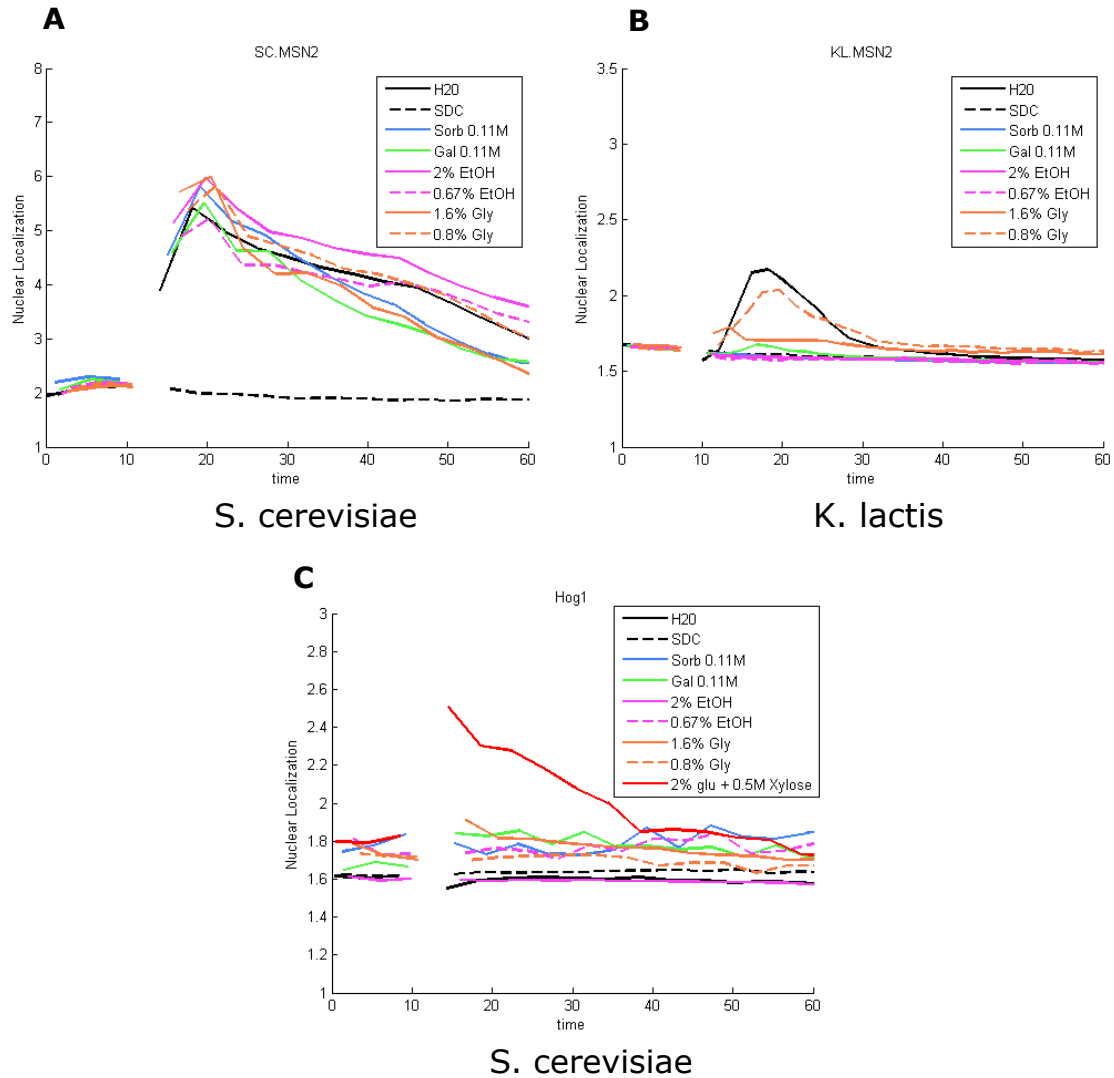 A
SC.MSN2
8
7
6
5
4
3
2
1
Nuclear Localization
0
10
20
30
40
50
60
time
H20
SDC
Sorb 0.11M
Gal 0.11M
2% EtOH
0.67% EtOH
1.6% Gly
0.8% Gly
S. cerevisiae
B
KL.MSN2
3.5
3
2.5
2
1.5
1
Nuclear Localization
0
10
20
30
40
50
60
time
H20
SDC
Sorb 0.11M
Gal 0.11M
2% EtOH
0.67% EtOH
1.6% Gly
0.8% Gly
K. lactis
C
Hog1
3
2.8
2.6
2.4
2.2
2
1.8
1.6
1.4
1.2
1
Nuclear Localization
0
10
20
30
40
50
60
time
H20
SDC
Sorb 0.11M
Gal 0.11M
2% EtOH
0.67% EtOH
1.6% Gly
0.8% Gly
2% glu + 0.5M Xylose
S. cerevisiae